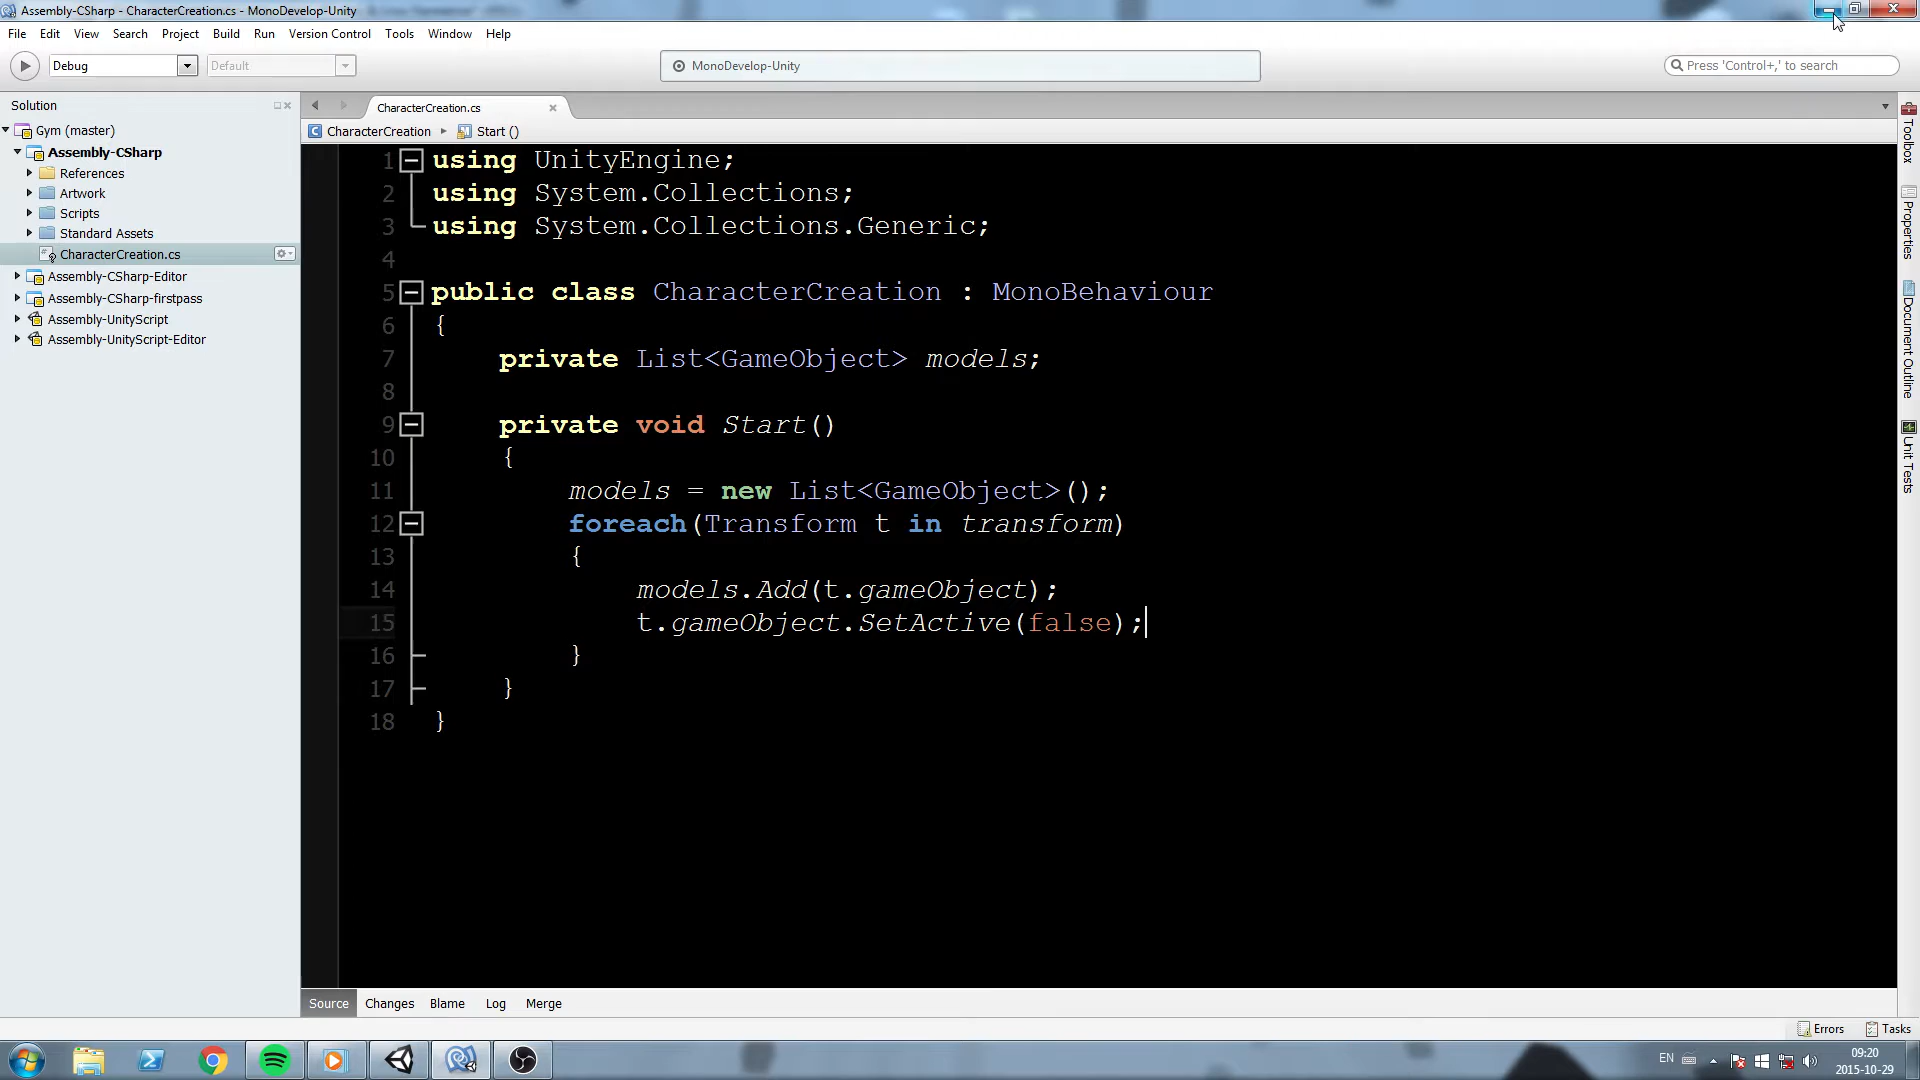 Assembly-CSharp - CharacterCreation.cs - MonoDevelop-Unity
File Edit View Search Project Build Run Version Control Tools Window Help
Debug Default MonoDevelop-Unity Press 'Control+,' to search
Solution
CharacterCreation.cs
Gym (master)
CharacterCreation Start ()
Assembly-CSharp
References
Artwork
Scripts
Standard Assets
CharacterCreation.cs
Assembly-CSharp-Editor
Assembly-CSharp-firstpass
Assembly-UnityScript
Assembly-UnityScript-Editor
1 using UnityEngine;
2 using System.Collections;
3 using System.Collections.Generic;
4
5 public class CharacterCreation : MonoBehaviour
6 {
7 private List<GameObject> models;
8
9 private void Start()
10 {
11 models = new List<GameObject>();
12 foreach(Transform t in transform)
13 {
14 models.Add(t.gameObject);
15 t.gameObject.SetActive(false);
16 }
17 }
18 }
Toolbox
Properties
Document Outline
Unit Tests
Source Changes Blame Log Merge
Errors Tasks
EN
09:20
2015-10-29